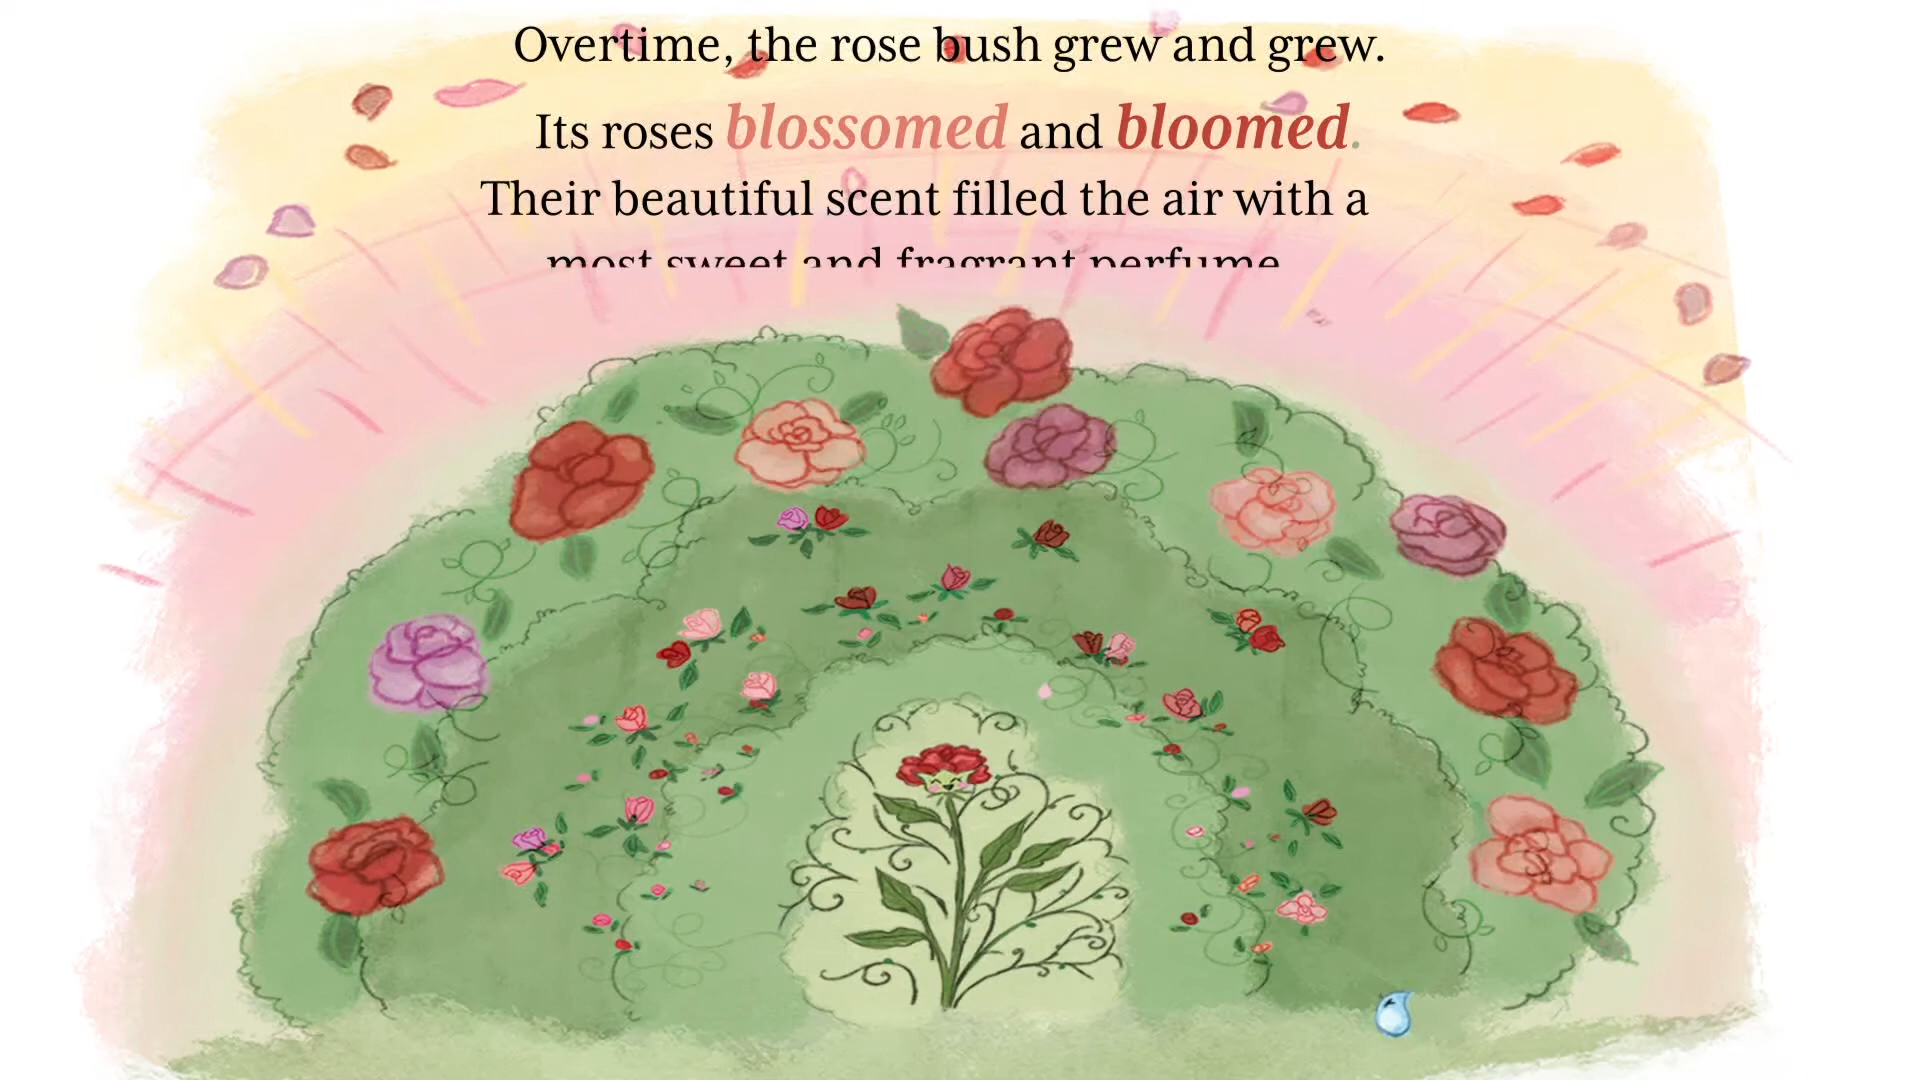 Overtime, the rose bush grew and grew.
Its roses blossomed and bloomed.
Their beautiful scent filled the air with a
most sweet and fragrant perfume